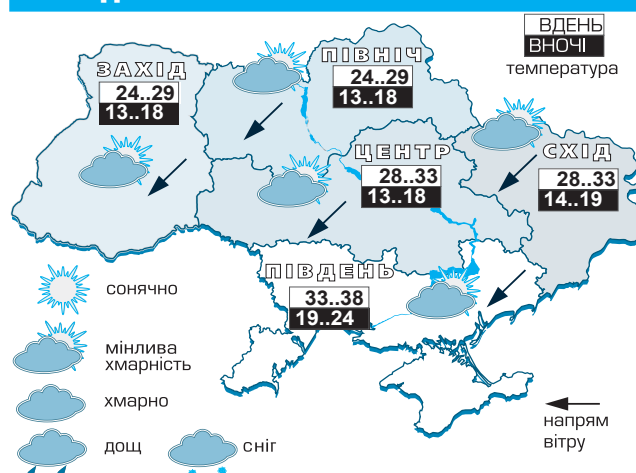 ВДЕНЬ
ВНОЧІ
температура
ЗАХІД
24..29
13..18
ПІВНІЧ
24..29
13..18
ЦЕНТР
28..33
13..18
СХІД
28..33
14..19
ПІВДЕНЬ
33..38
19..24
сонячно
мінлива
хмарність
хмарно
дощ
сніг
напрям
вітру